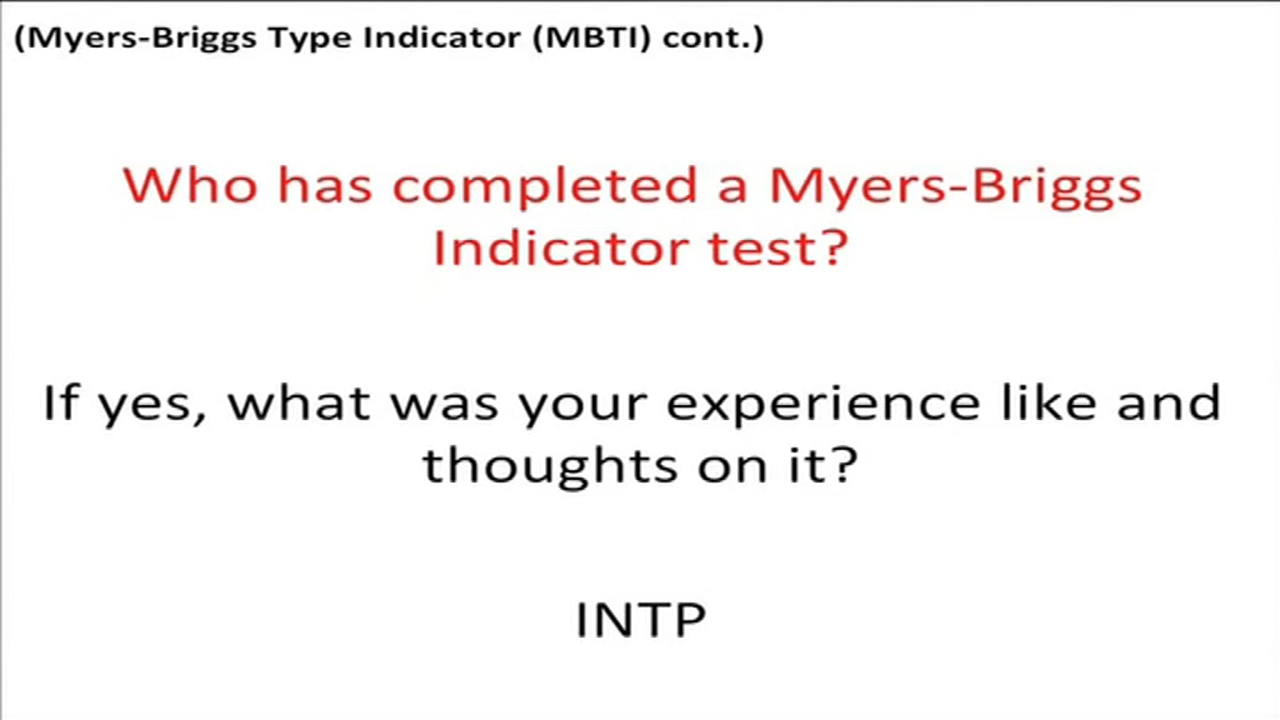 (Myers-Briggs Type Indicator (MBTI) cont.)
Who has completed a Myers-Briggs
Indicator test?
If yes, what was your experience like and
thoughts on it?
INTP